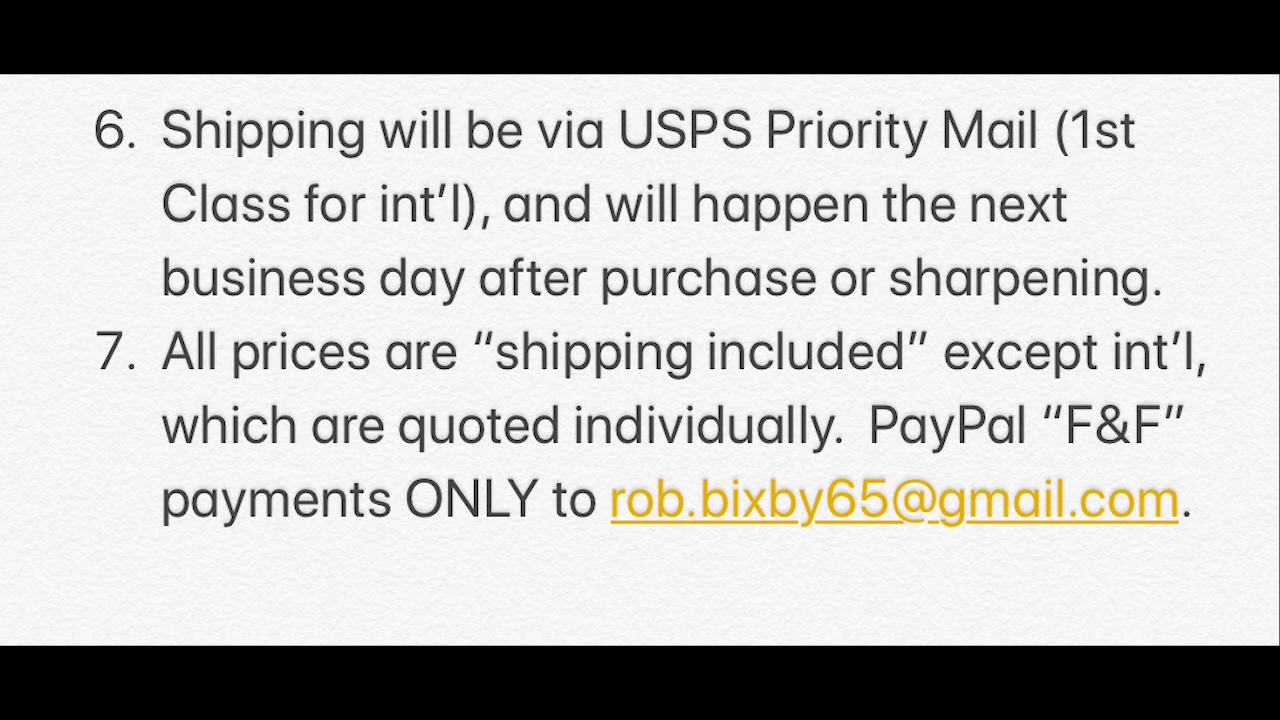 6. Shipping will be via USPS Priority Mail (1st
Class for int’l), and will happen the next
business day after purchase or sharpening.
7. All prices are “shipping included” except int’l,
which are quoted individually.  PayPal “F&F”
payments ONLY to rob.bixby65@gmail.com.